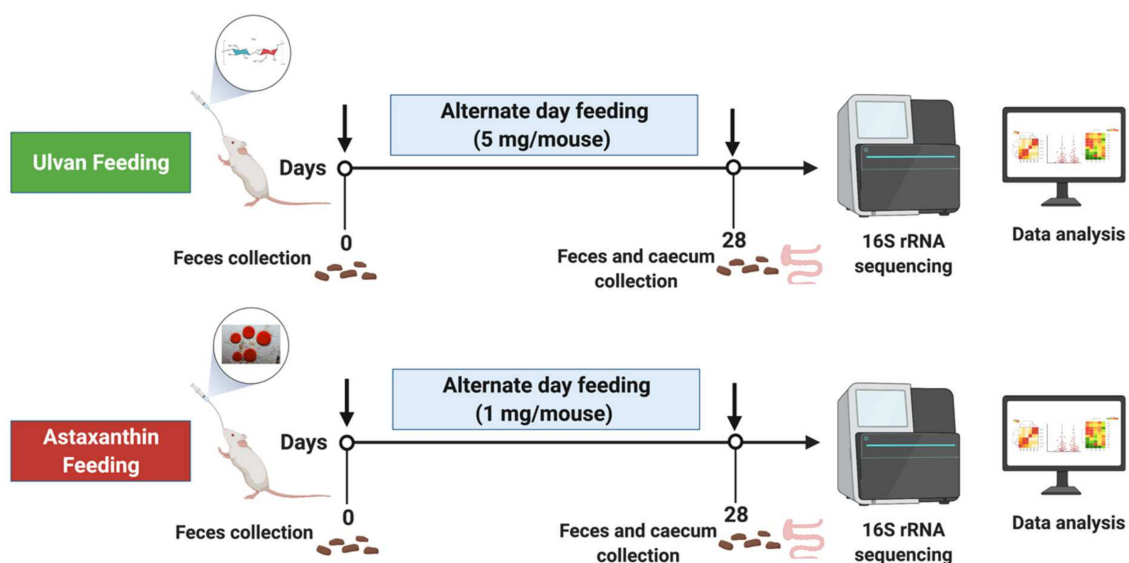 Ulvan Feeding
Days
Alternate day feeding
(5 mg/mouse)
0
28
Feces collection
Feces and caecum
collection
16S rRNA
sequencing
Data analysis
Astaxanthin
Feeding
Days
Alternate day feeding
(1 mg/mouse)
0
28
Feces collection
Feces and caecum
collection
16S rRNA
sequencing
Data analysis